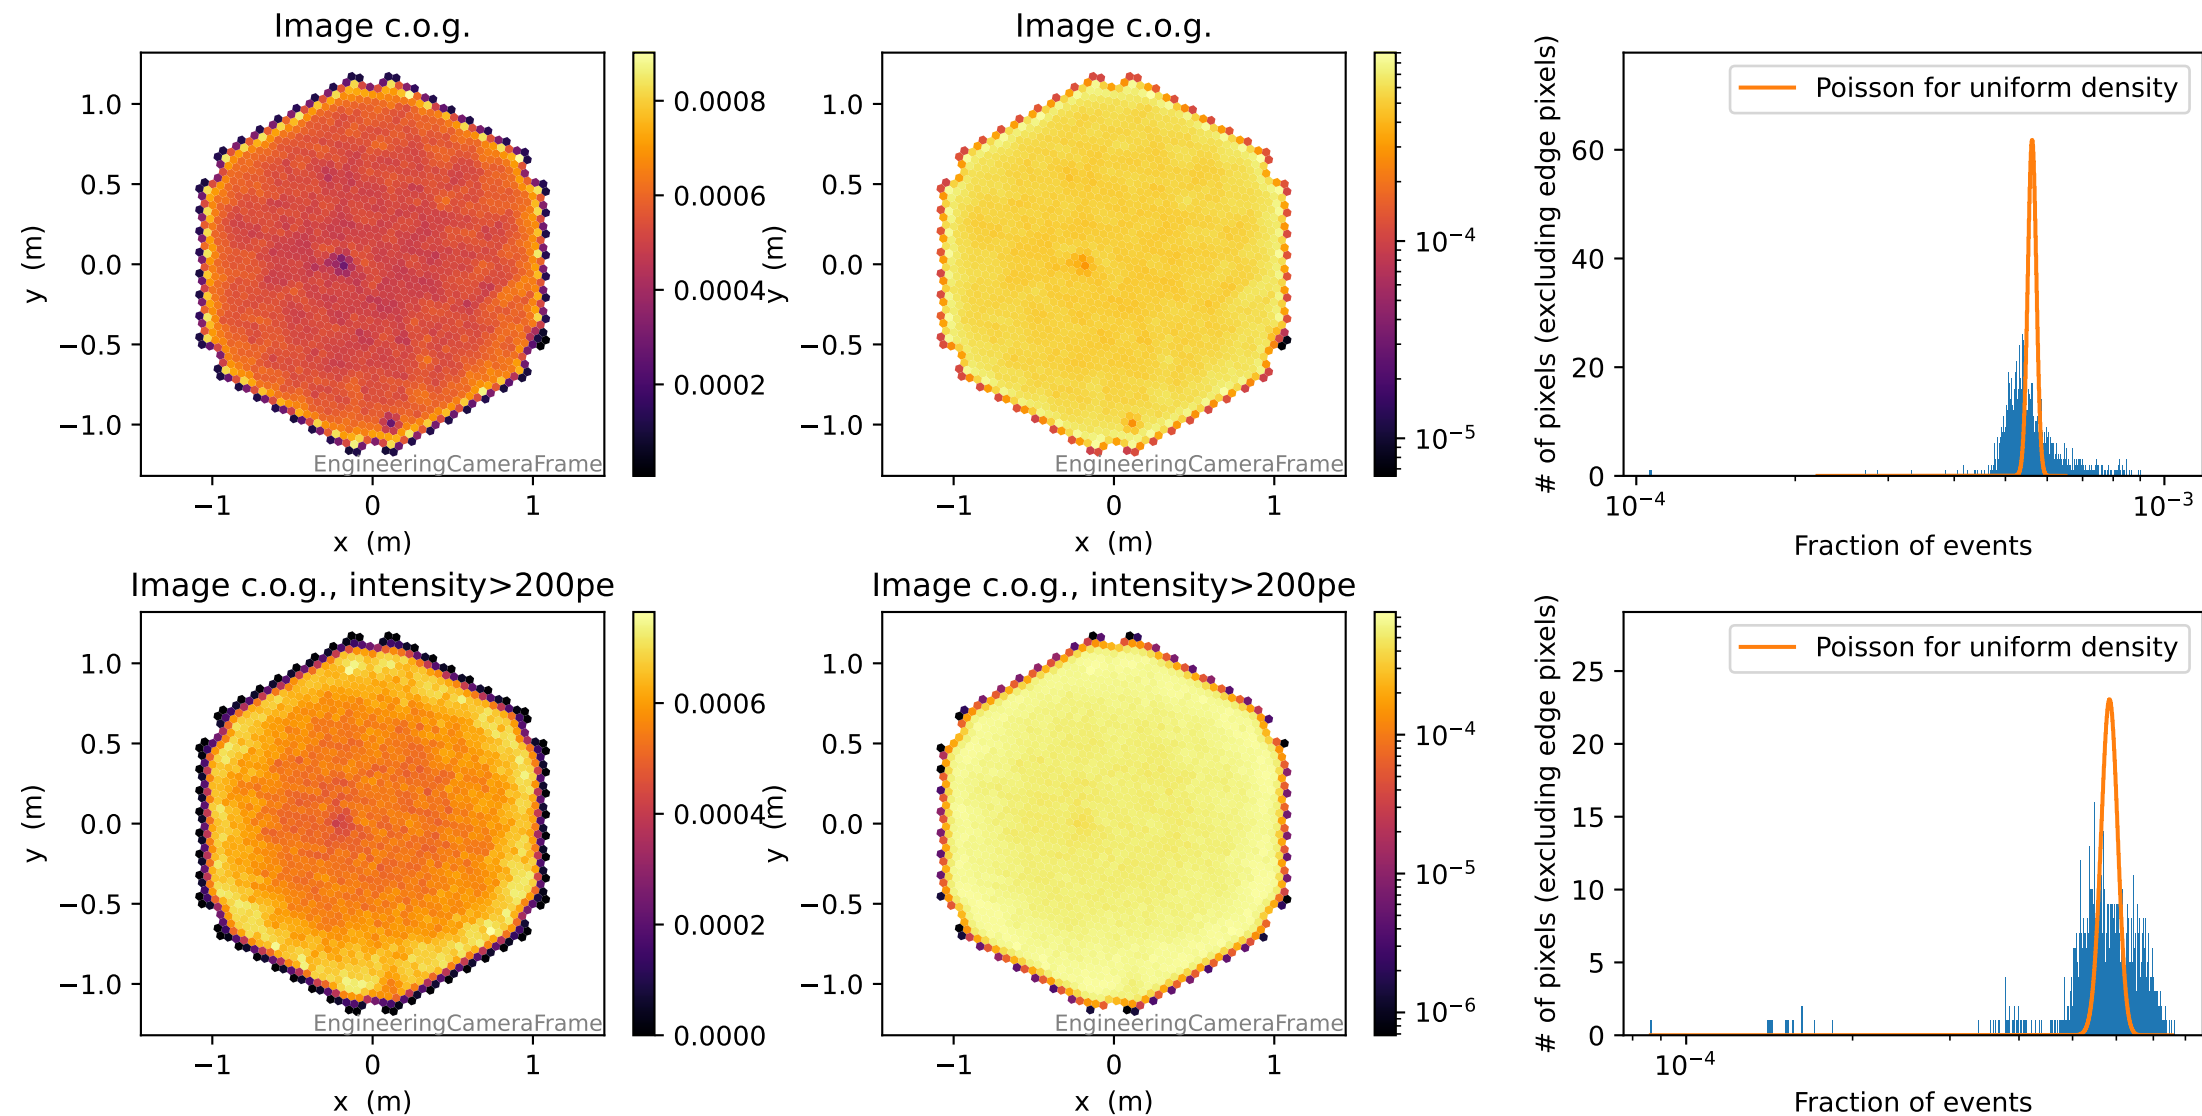 Image c.o.g.
y (m)
1.0
0.5
0.0
−0.5
−1.0
−1
0
1
x (m)
EngineeringCameraFrame
0.0008
0.0006
0.0004
0.0002
Image c.o.g.
y (m)
1.0
0.5
0.0
−0.5
−1.0
−1
0
1
x (m)
EngineeringCameraFrame
10⁻⁴
10⁻⁵
# of pixels (excluding edge pixels)
60
40
20
0
Poisson for uniform density
10⁻⁴
10⁻³
Fraction of events
Image c.o.g., intensity>200pe
y (m)
1.0
0.5
0.0
−0.5
−1.0
−1
0
1
x (m)
EngineeringCameraFrame
0.0006
0.0004
0.0002
0.0000
Image c.o.g., intensity>200pe
y (m)
1.0
0.5
0.0
−0.5
−1.0
−1
0
1
x (m)
EngineeringCameraFrame
10⁻⁴
10⁻⁵
10⁻⁶
# of pixels (excluding edge pixels)
25
20
15
10
5
0
Poisson for uniform density
10⁻⁴
Fraction of events